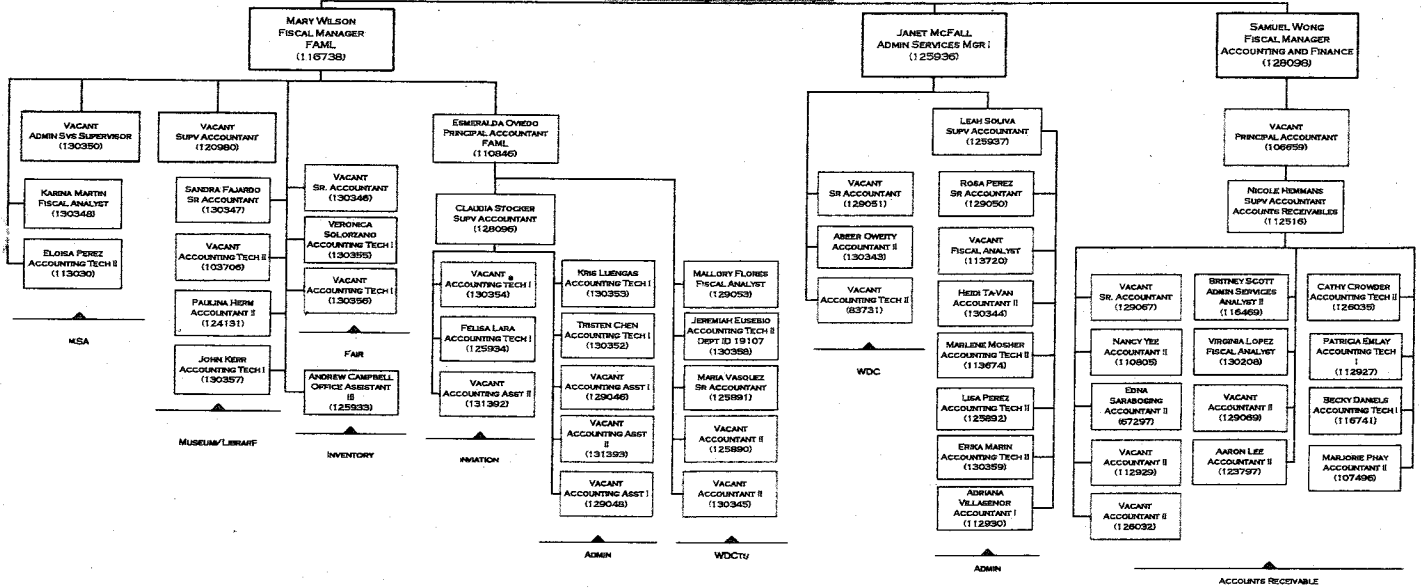 MARY WILSON
FISCAL MANAGER
FAML
(116738)
JANET MCFALL
ADMIN SERVICES MGR I
(125936)
SAMUEL WONG
FISCAL MANAGER
ACCOUNTING AND FINANCE
(128098)
VACANT
ADMIN SVS SUPERVISOR
(130350)
KARINA MARTIN
FISCAL ANALYST
(130348)
ELOISA PEREZ
ACCOUNTING TECH II
(113030)
MSA
VACANT
SUPV ACCOUNTANT
(120980)
SANDRA FAJARDO
SR ACCOUNTANT
(130347)
VACANT
ACCOUNTING TECH II
(103706)
PAULINA HERM
ACCOUNTANT II
(124131)
JOHN KERR
ACCOUNTING TECH I
(130357)
MUSEUM/LIBRARY
VACANT
SR. ACCOUNTANT
(130346)
VERONICA
SOLORZANO
ACCOUNTING TECH I
(130355)
VACANT
ACCOUNTING TECH I
(130356)
FAIR
ANDREW CAMPBELL
OFFICE ASSISTANT
III
(125933)
INVENTORY
ESMERALDA OVIEDO
PRINCIPAL ACCOUNTANT
FAML
(110846)
CLAUDIA STOCKER
SUPV ACCOUNTANT
(128096)
VACANT
ACCOUNTING TECH I
(130354)
FELISA LARA
ACCOUNTING TECH I
(125934)
VACANT
ACCOUNTING ASST II
(131392)
KRIS LUENGAS
ACCOUNTING TECH I
(130353)
TRISTEN CHEN
ACCOUNTING TECH I
(130352)
VACANT
ACCOUNTING ASST I
(129046)
VACANT
ACCOUNTING ASST
II
(131393)
VACANT
ACCOUNTING ASST I
(129048)
ADMIN
MALLORY FLORES
FISCAL ANALYST
(129053)
JEREMIAH EUSEBIO
ACCOUNTING TECH II
DEPT ID 19107
(130358)
MARIA VASQUEZ
SR ACCOUNTANT
(125891)
VACANT
ACCOUNTANT II
(125890)
VACANT
ACCOUNTANT II
(130345)
VACANT
SR ACCOUNTANT
(129051)
ABEER QWEITY
ACCOUNTANT II
(130343)
VACANT
ACCOUNTING TECH II
(83731)
WDC
LEAH SOLIVA
SUPV ACCOUNTANT
(125937)
ROSA PEREZ
SR ACCOUNTANT
(129050)
VACANT
FISCAL ANALYST
(113720)
HEIDI TA-VAN
ACCOUNTANT II
(130344)
MARLENE MOSHER
ACCOUNTING TECH II
(113674)
LISA PEREZ
ACCOUNTING TECH II
(125892)
ERIKA MARIN
ACCOUNTING TECH II
(130359)
ADRIANA
VILLASENOR
ACCOUNTANT I
(112930)
ADMIN
VACANT
PRINCIPAL ACCOUNTANT
(106659)
NICOLE HEMMANS
SUPV ACCOUNTANT
ACCOUNTS RECEIVABLES
(112516)
VACANT
SR. ACCOUNTANT
(129067)
NANCY YEE
ACCOUNTANT II
(110805)
EDNA
SARABOSING
ACCOUNTANT II
(67297)
VACANT
ACCOUNTANT II
(112929)
VACANT
ACCOUNTANT II
(126032)
BRITNEY SCOTT
ADMIN SERVICES
ANALYST II
(116469)
VIRGINIA LOPEZ
FISCAL ANALYST
(130208)
VACANT
ACCOUNTANT II
(129069)
AARON LEE
ACCOUNTANT II
(123797)
CATHY CROWDER
ACCOUNTING TECH II
(126035)
PATRICIA EMLAY
ACCOUNTING TECH
I
(112927)
BECKY DANIELS
ACCOUNTING TECH I
(116741)
MARJORIE PHAY
ACCOUNTANT II
(107496)
ACCOUNTS RECEIVABLE